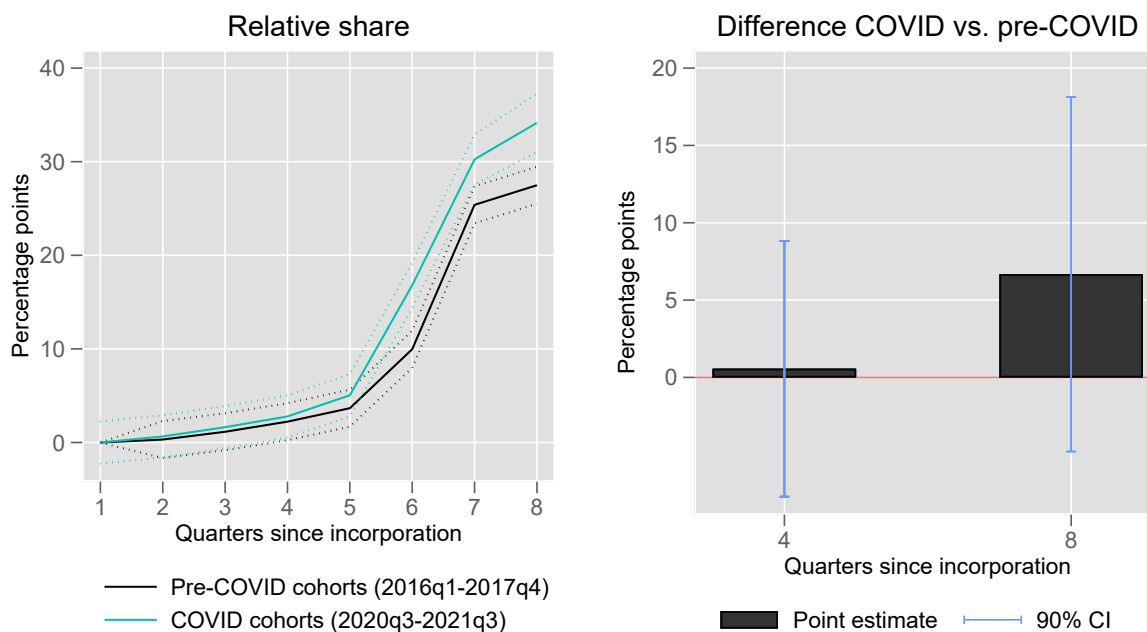 Relative share
Percentage points
40
30
20
10
0
1 2 3 4 5 6 7 8
Quarters since incorporation
Pre-COVID cohorts (2016q1-2017q4)
COVID cohorts (2020q3-2021q3)
Difference COVID vs. pre-COVID
Percentage points
20
15
10
5
0
4 8
Quarters since incorporation
Point estimate 90% CI